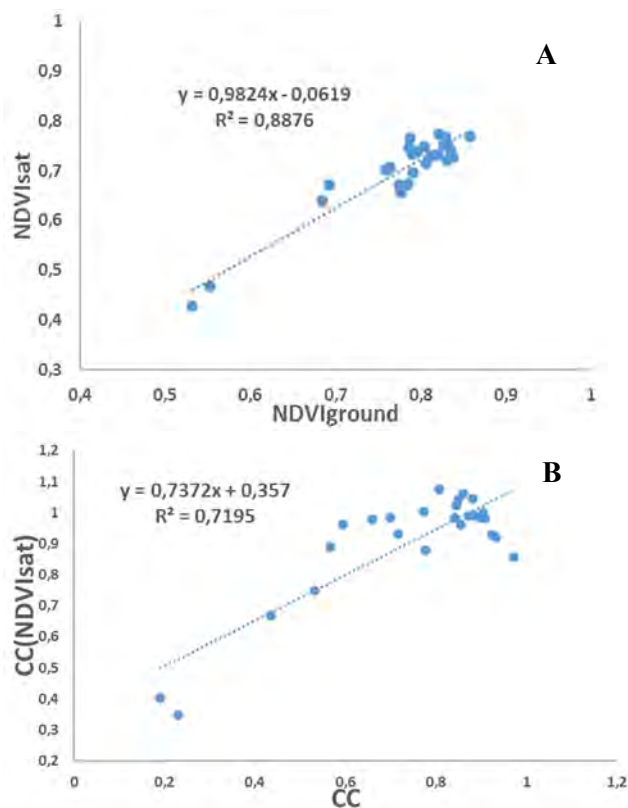 1
A
0,9
y = 0,9824x - 0,0619
R² = 0,8876
0,8
0,7
0,6
0,5
0,4
0,3
NDVIsat
0,4 0,5 0,6 0,7 0,8 0,9 1
NDVIground
1,2
B
1,1
y = 0,7372x + 0,357
R² = 0,7195
1
0,9
0,8
0,7
0,6
0,5
0,4
0,3
0,2
CC(NDVIsat)
0 0,2 0,4 0,6 0,8 1 1,2
CC